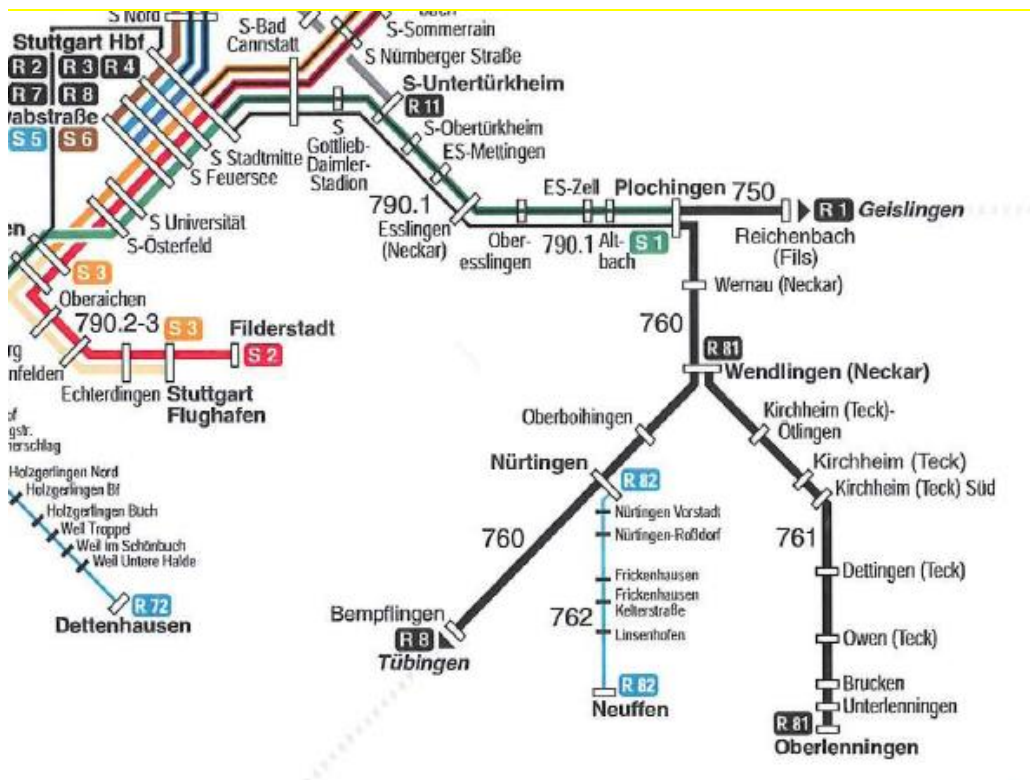 S Nord
Stuttgart Hbf
R 2 R 3 R 4
R 7 R 8
S 5 S 6
S-Bad
Cannstatt
S-Sommerrain
S Nürnberger Straße
S-Untertürkheim
R 11
S-Obertürkheim
ES-Mettingen
S
Gottlieb-
Daimler-
Stadion
S Stadtmitte
S Feuersee
S Universität
S-Österfeld
790.1
Esslingen
(Neckar)
Ober-
esslingen
ES-Zell
790.1
Alt-
bach
S 1
Plochingen
750
R 1 Geislingen
Reichenbach
(Fils)
Wernau (Neckar)
760
R 81
Wendlingen (Neckar)
S 3
Oberaichen
790.2-3
S 3
Filderstadt
S 2
Echterdingen
Stuttgart
Flughafen
Oberboihingen
Nürtingen
R 82
Nürtingen Vorstadt
Nürtingen-Roßdorf
Frickenhausen
Frickenhausen
Kelterstraße
762
Linsenhofen
R 82
Neuffen
760
Bempflingen
R 8
Tübingen
Kirchheim (Teck)-
Ötlingen
Kirchheim (Teck)
Kirchheim (Teck) Süd
761
Dettingen (Teck)
Owen (Teck)
Brucken
Unterlenningen
R 81
Oberlenningen
Holzgerlingen Nord
Holzgerlingen Bf
Holzgerlingen Buch
Weil Troppel
Weil im Schönbuch
Weil Untere Halde
R 72
Dettenhausen